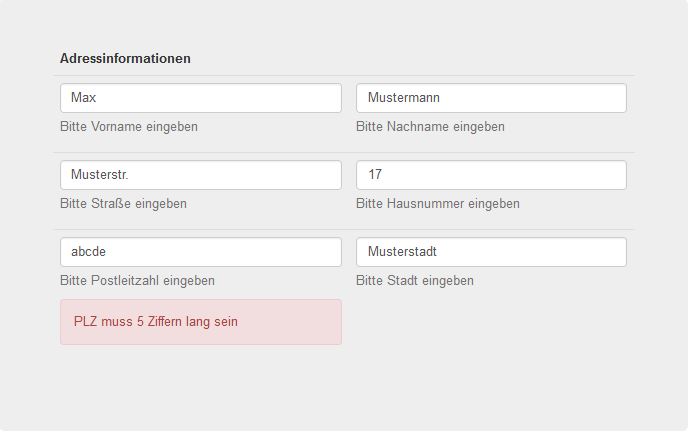 Adressinformationen
Max
Mustermann
Bitte Vorname eingeben
Bitte Nachname eingeben
Musterstr.
17
Bitte Straße eingeben
Bitte Hausnummer eingeben
abcde
Musterstadt
Bitte Postleitzahl eingeben
Bitte Stadt eingeben
PLZ muss 5 Ziffern lang sein